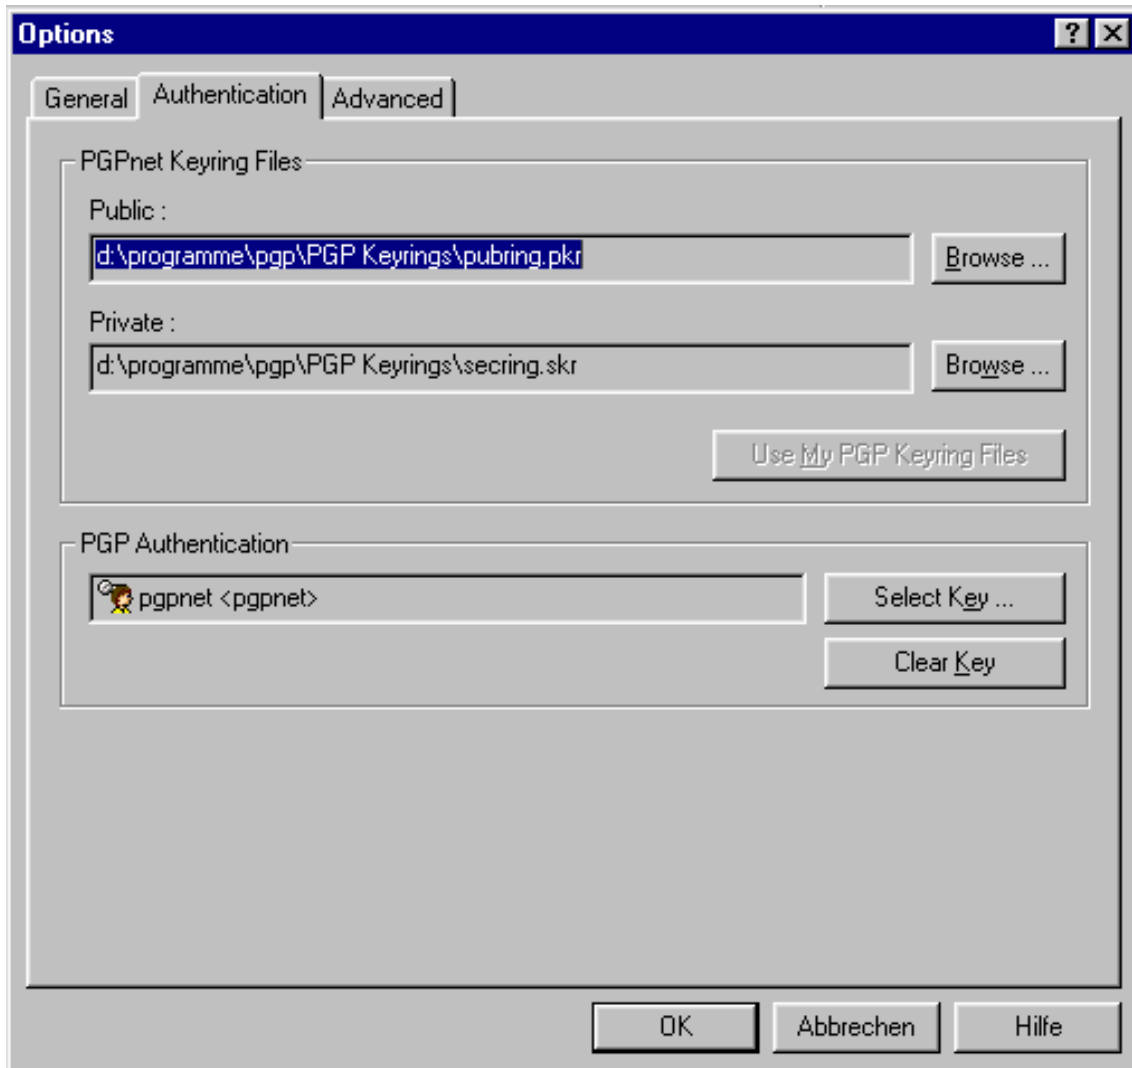 Options
General Authentication Advanced
PGPnet Keyring Files
Public :
d:\programme\pgp\PGP Keyrings\pubring.pkr Browse ...
Private :
d:\programme\pgp\PGP Keyrings\secring.skr Browse ...
Use My PGP Keyring Files
PGP Authentication
pgpnet <pgpnet> Select Key ...
Clear Key
OK Abbrechen Hilfe